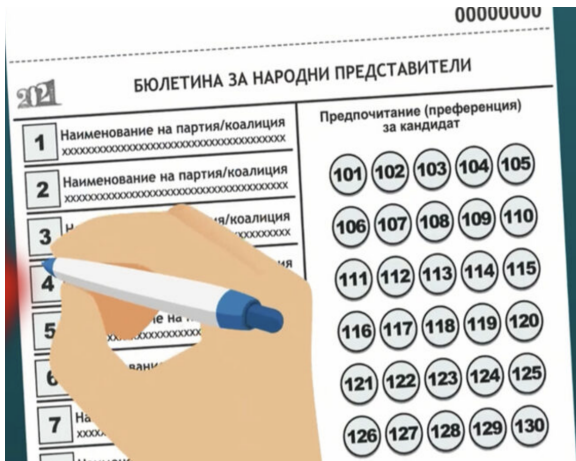 00000000
2021
БЮЛЕТИНА ЗА НАРОДНИ ПРЕДСТАВИТЕЛИ
1 Наименование на партия/коалиция
xxxxxxxxxxxxxxxxxxxxxxxxxxxxxxxxxxxxxx
2 Наименование на партия/коалиция
xxxxxxxxxxxxxxxxxxxxxxxxxxxxxxxxxxxxxx
3
4
5
6
7
Предпочитание (преференция)
за кандидат
101 102 103 104 105
106 107 108 109 110
111 112 113 114 115
116 117 118 119 120
121 122 123 124 125
126 127 128 129 130